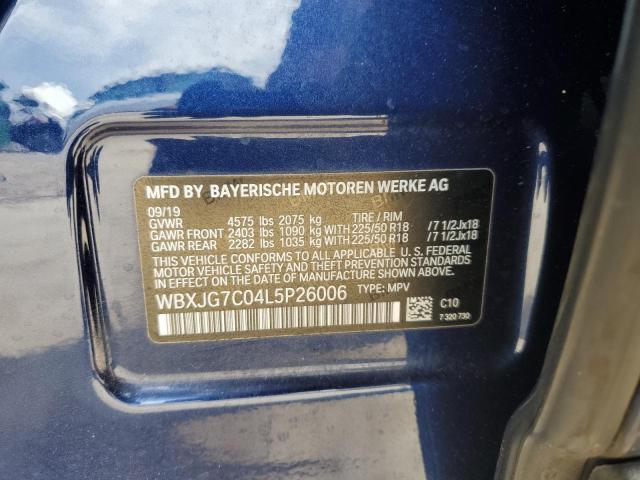 MFD BY BAYERISCHE MOTOREN WERKE AG
09/19
GVWR 4575 lbs 2075 kg TIRE / RIM
GAWR FRONT 2403 lbs 1090 kg WITH 225/50 R18 / 7 1/2Jx18
GAWR REAR 2282 lbs 1035 kg WITH 225/50 R18 / 7 1/2Jx18
THIS VEHICLE CONFORMS TO ALL APPLICABLE U.S. FEDERAL
MOTOR VEHICLE SAFETY AND THEFT PREVENTION STANDARDS
IN EFFECT ON THE DATE OF MANUFACTURE SHOWN ABOVE.
WBXJG7C04L5P26006 TYPE: MPV
C10
7 320 730